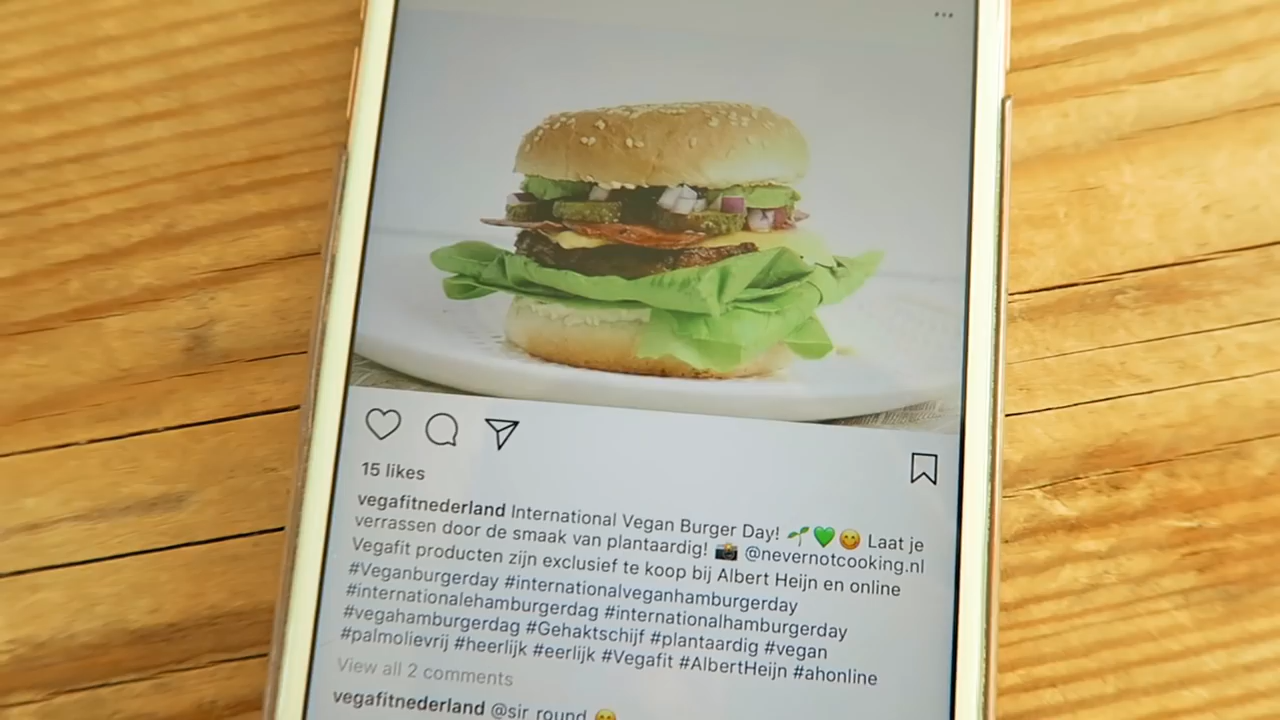 15 likes
vegafitnederland International Vegan Burger Day! 🌱💚😋 Laat je
verrassen door de smaak van plantaardig! 📸 @nevernotcooking.nl
Vegafit producten zijn exclusief te koop bij Albert Heijn en online
#Veganburgerday #internationalveganhamburgerday
#internationalehamburgerdag #internationalhamburgerday
#vegahamburgerdag #Gehaktschijf #plantaardig #vegan
#palmolievrij #heerlijk #eerlijk #Vegafit #AlbertHeijn #ahonline
View all 2 comments
vegafitnederland @sir_round